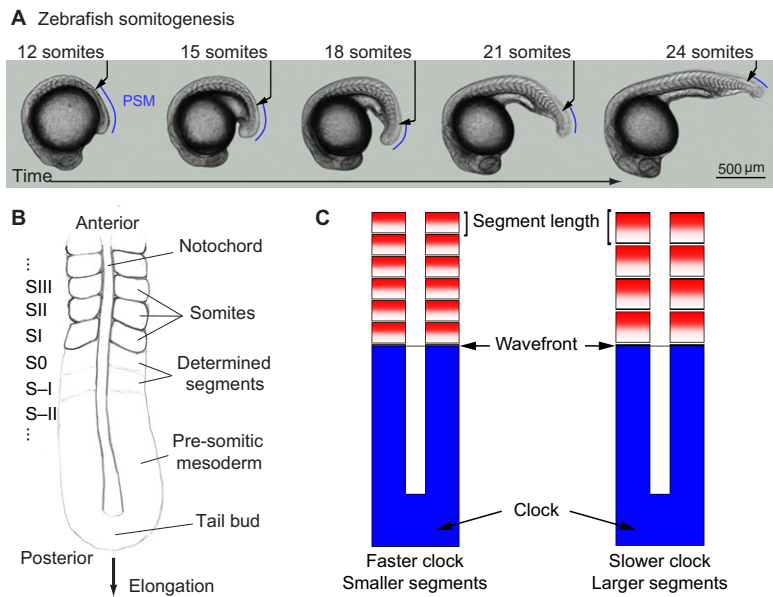 A Zebrafish somitogenesis
12 somites
15 somites
18 somites
21 somites
24 somites
PSM
Time
500 µm
B
Anterior
Notochord
⋮
SIII
SII
SI
S0
S–I
S–II
⋮
Somites
Determined
segments
Pre-somitic
mesoderm
Tail bud
Posterior
Elongation
C
Segment length
Wavefront
Clock
Faster clock
Smaller segments
Slower clock
Larger segments